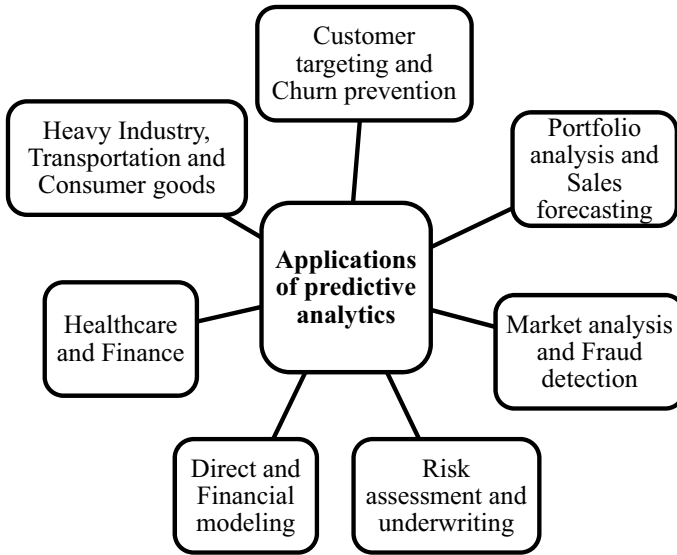 Customer
targeting and
Churn prevention
Heavy Industry,
Transportation and
Consumer goods
Portfolio
analysis and
Sales
forecasting
Applications
of predictive
analytics
Healthcare
and Finance
Market analysis
and Fraud
detection
Direct and
Financial
modeling
Risk
assessment and
underwriting